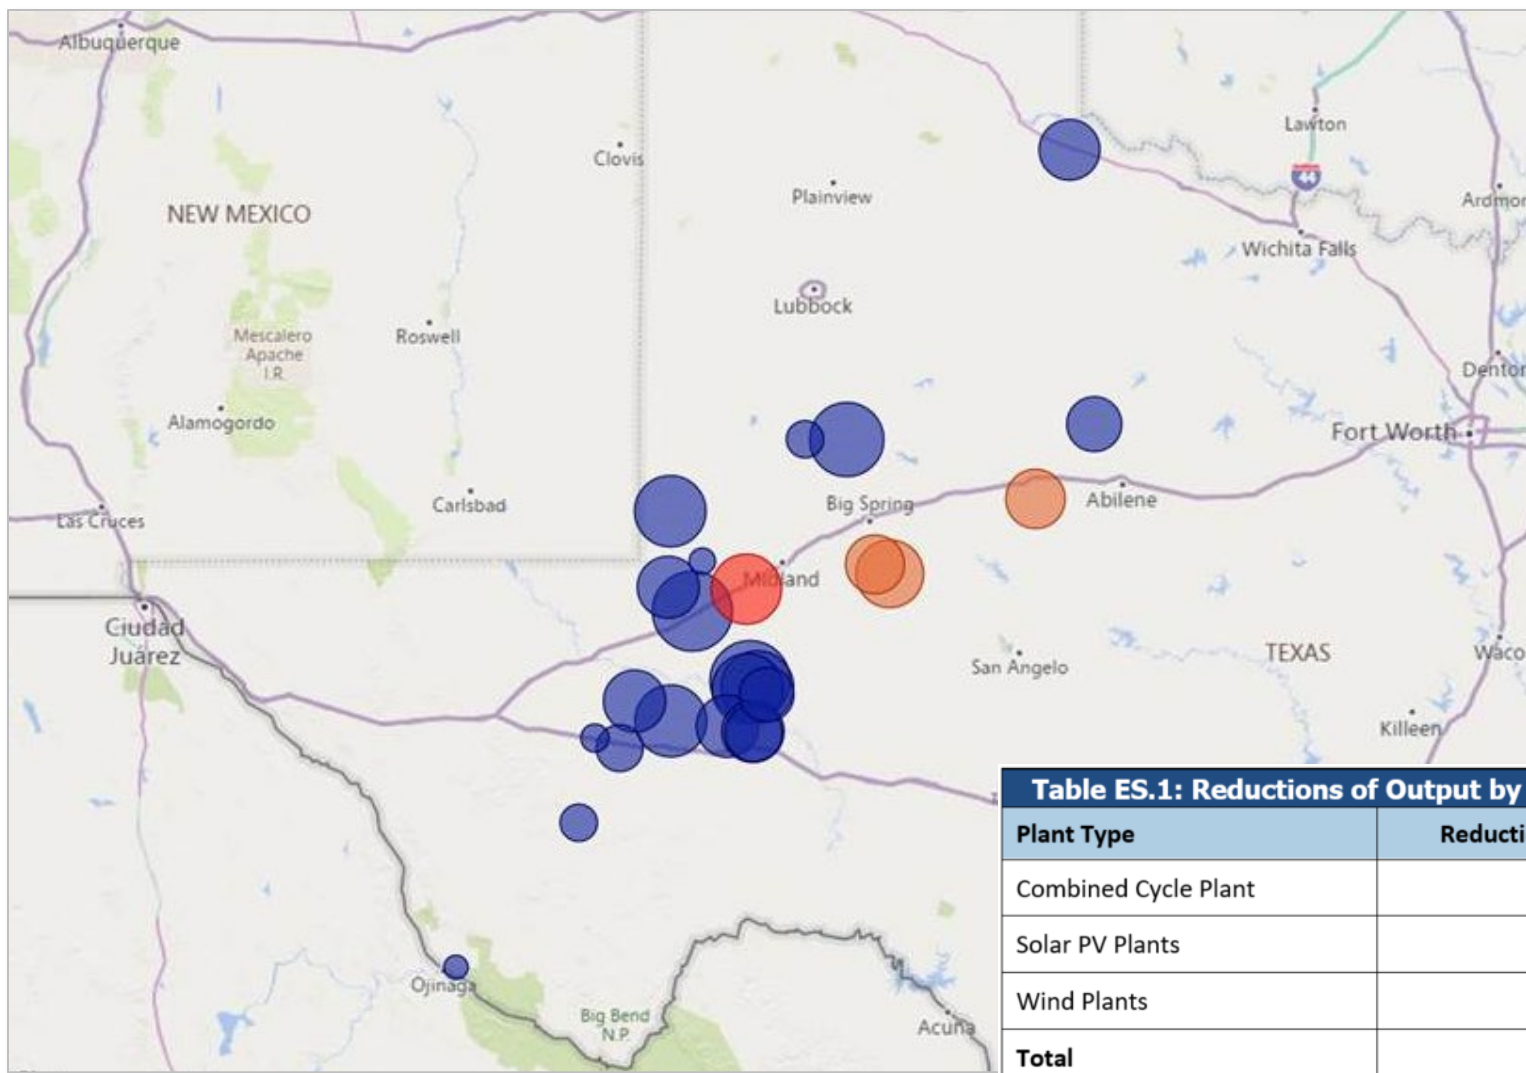 Albuquerque
Lawton
44
Clovis
Plainview
Ardmor
NEW MEXICO
Wichita Falls
Lubbock
Roswell
Mescalero
Apache
I.R.
Denton
Alamogordo
Fort Worth
Carlsbad
Big Spring
Abilene
Las Cruces
Midland
Ciudad
Juárez
San Angelo
TEXAS
Waco
Killeen
Table ES.1: Reductions of Output by
Plant Type Reducti
Combined Cycle Plant
Solar PV Plants
Wind Plants
Total
Ojinaga
Big Bend
N.P.
Acuña